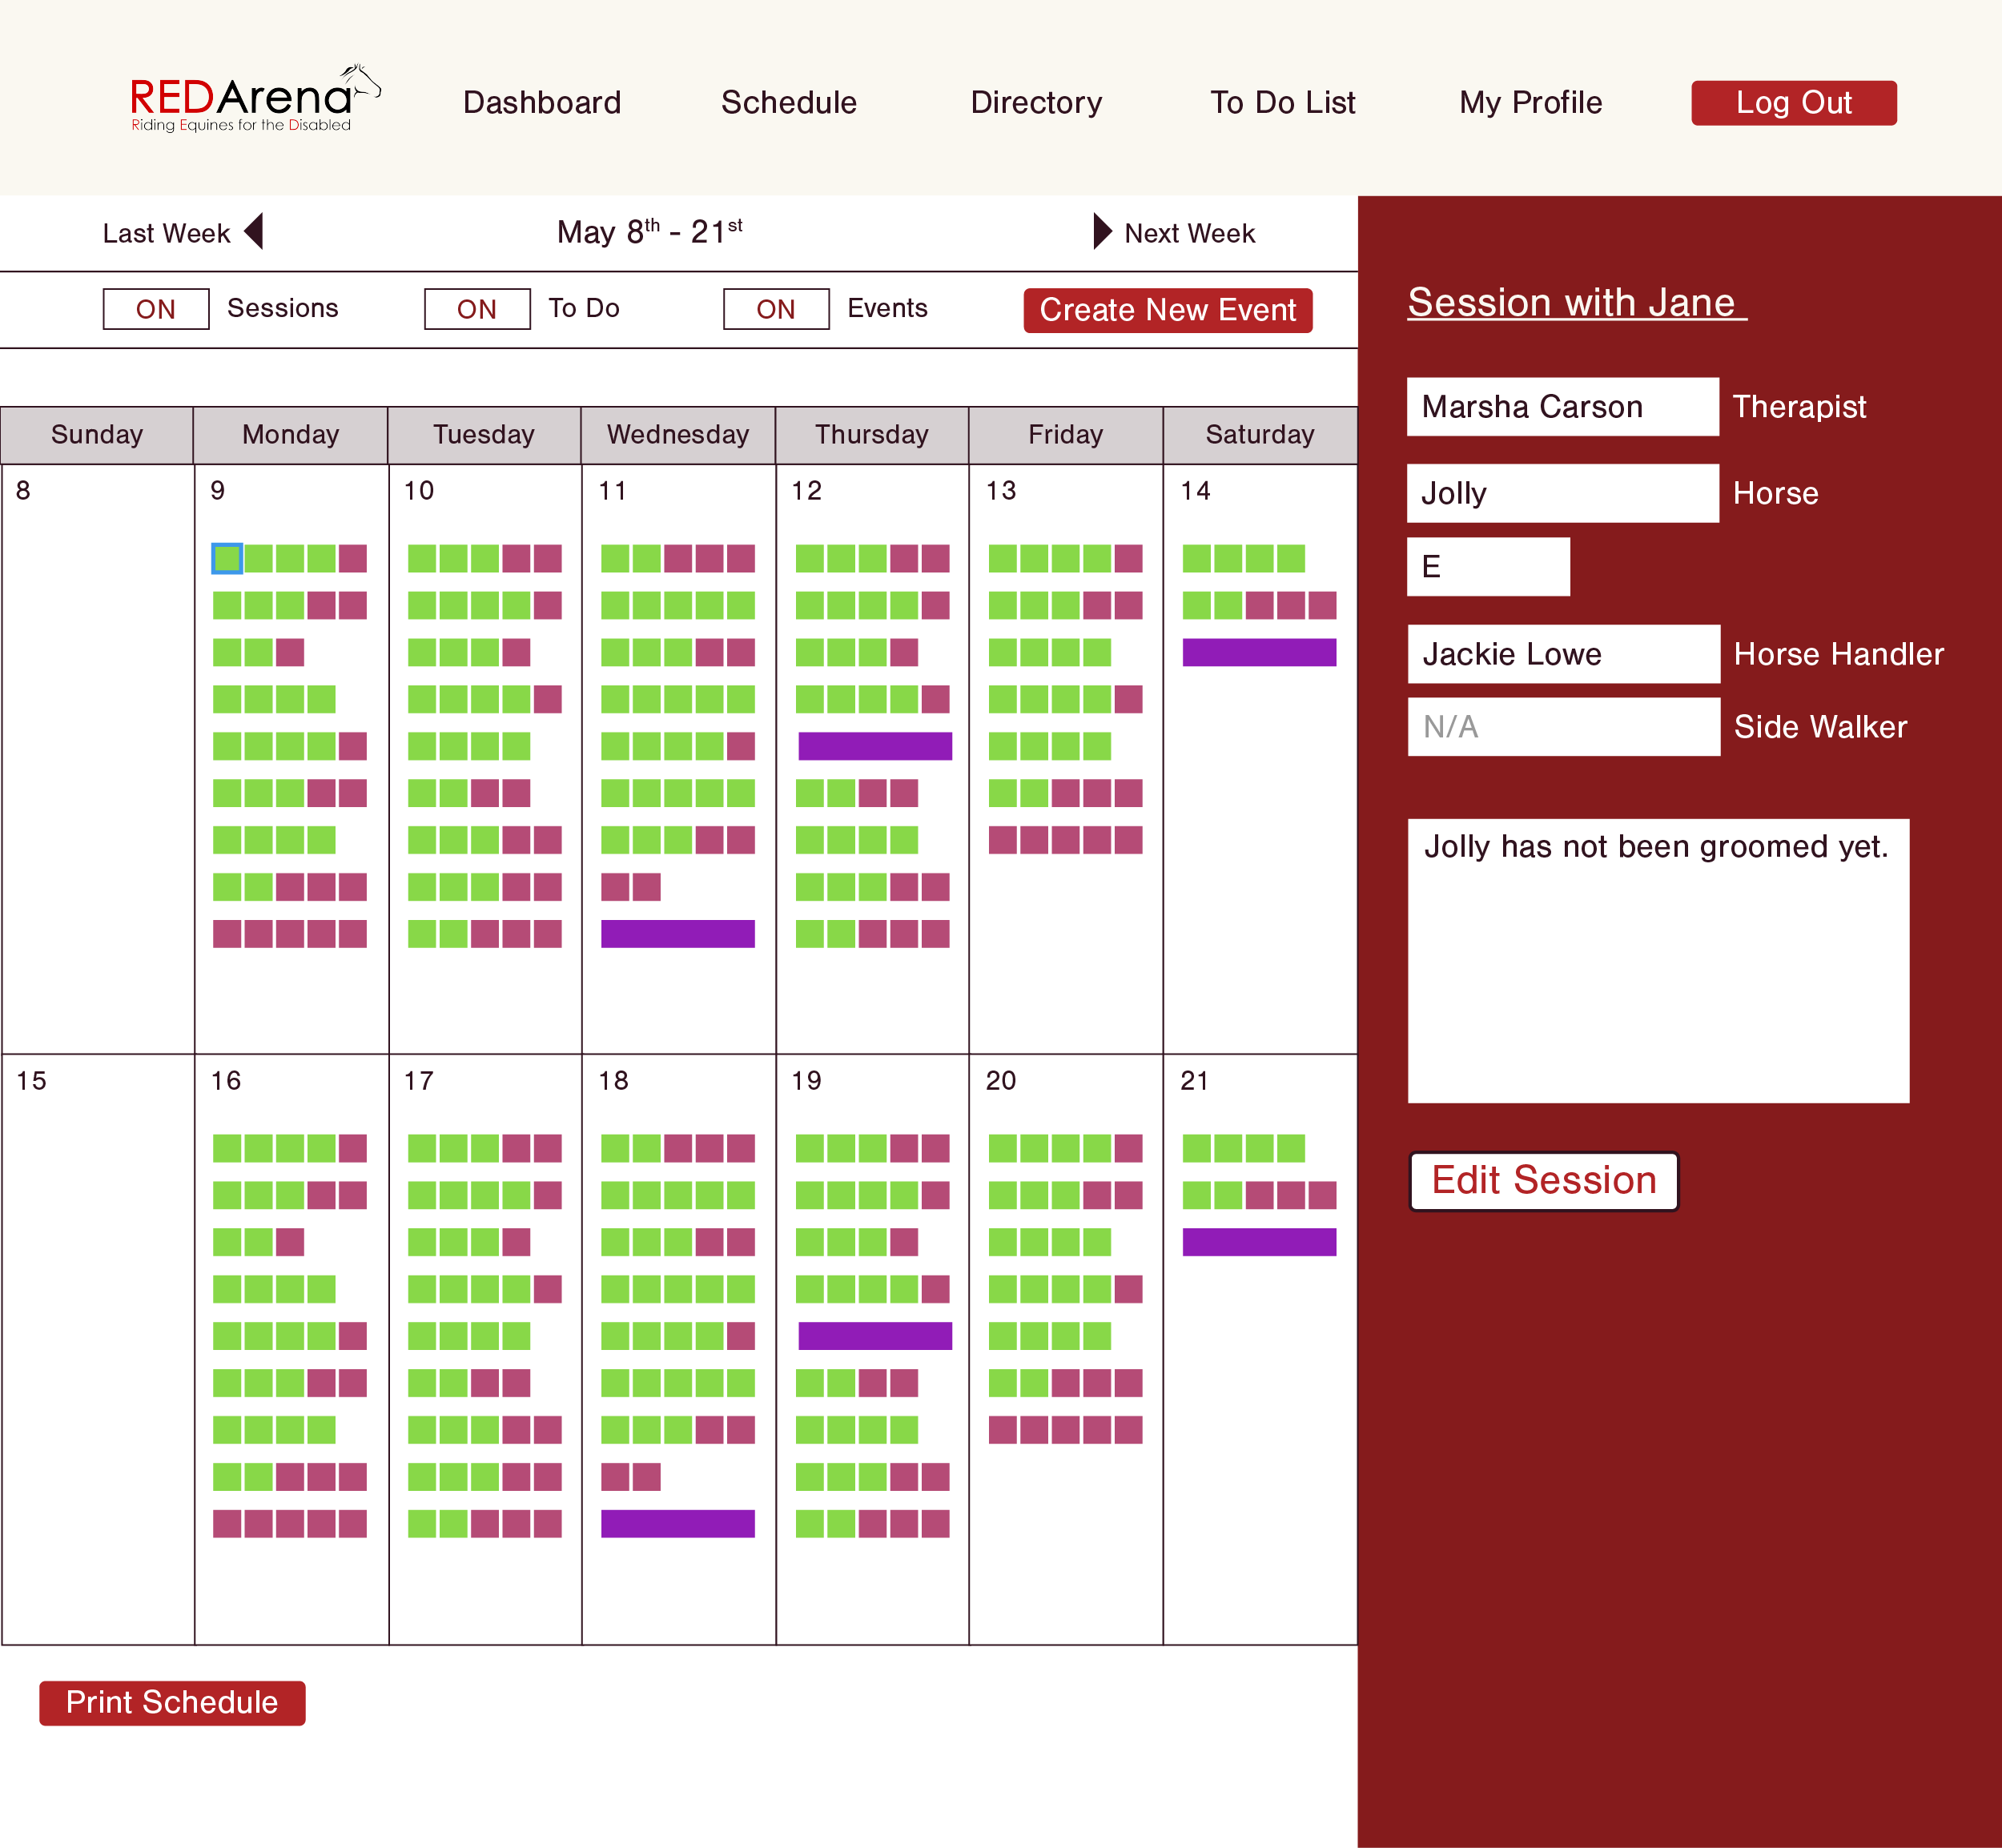 REDArena
Riding Equines for the Disabled
Dashboard
Schedule
Directory
To Do List
My Profile
Log Out
Last Week
May 8th - 21st
Next Week
ON Sessions
ON To Do
ON Events
Create New Event
Sunday Monday Tuesday Wednesday Thursday Friday Saturday
8 9 10 11 12 13 14
15 16 17 18 19 20 21
Print Schedule
Session with Jane
Marsha Carson Therapist
Jolly Horse
E
Jackie Lowe Horse Handler
N/A Side Walker
Jolly has not been groomed yet.
Edit Session